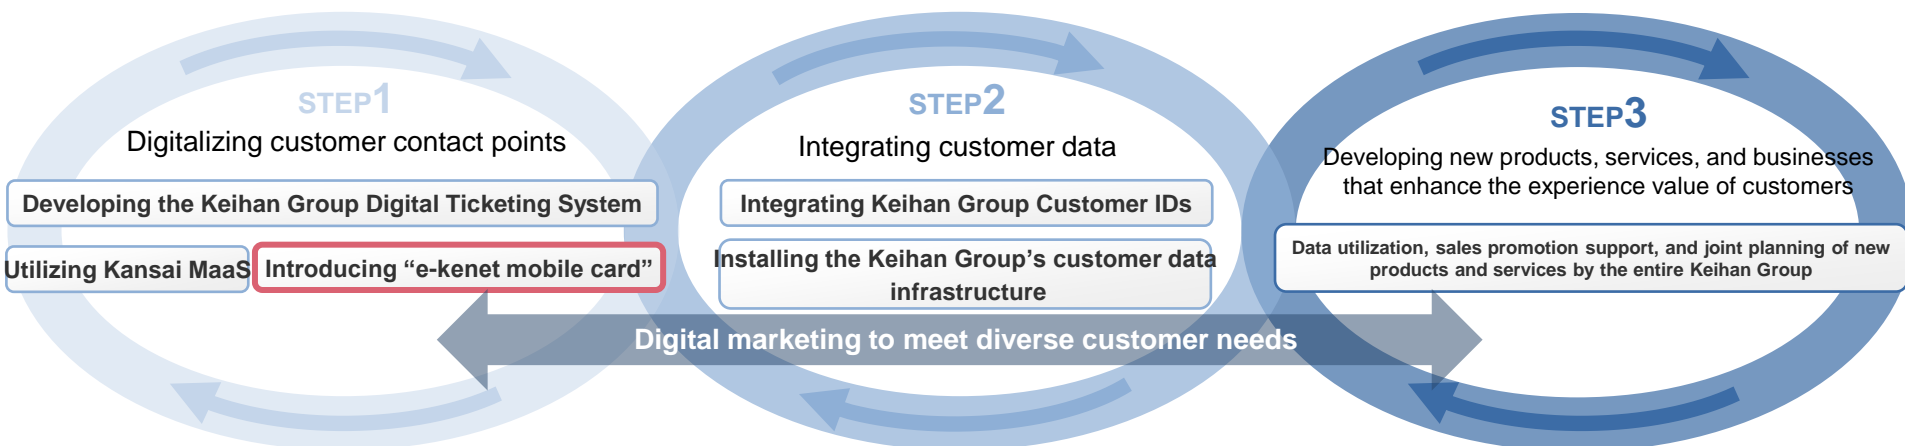 STEP1
Digitalizing customer contact points
Developing the Keihan Group Digital Ticketing System
Utilizing Kansai MaaS
Introducing “e-kenet mobile card”
STEP2
Integrating customer data
Integrating Keihan Group Customer IDs
Installing the Keihan Group’s customer data
infrastructure
STEP3
Developing new products, services, and businesses
that enhance the experience value of customers
Data utilization, sales promotion support, and joint planning of new
products and services by the entire Keihan Group
Digital marketing to meet diverse customer needs